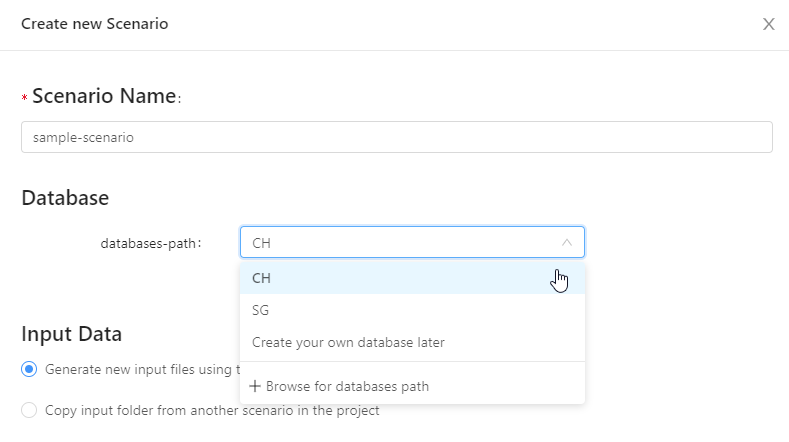 Create new Scenario
* Scenario Name:
sample-scenario
Database
databases-path: CH
CH
SG
Create your own database later
+ Browse for databases path
Input Data
Generate new input files using
Copy input folder from another scenario in the project